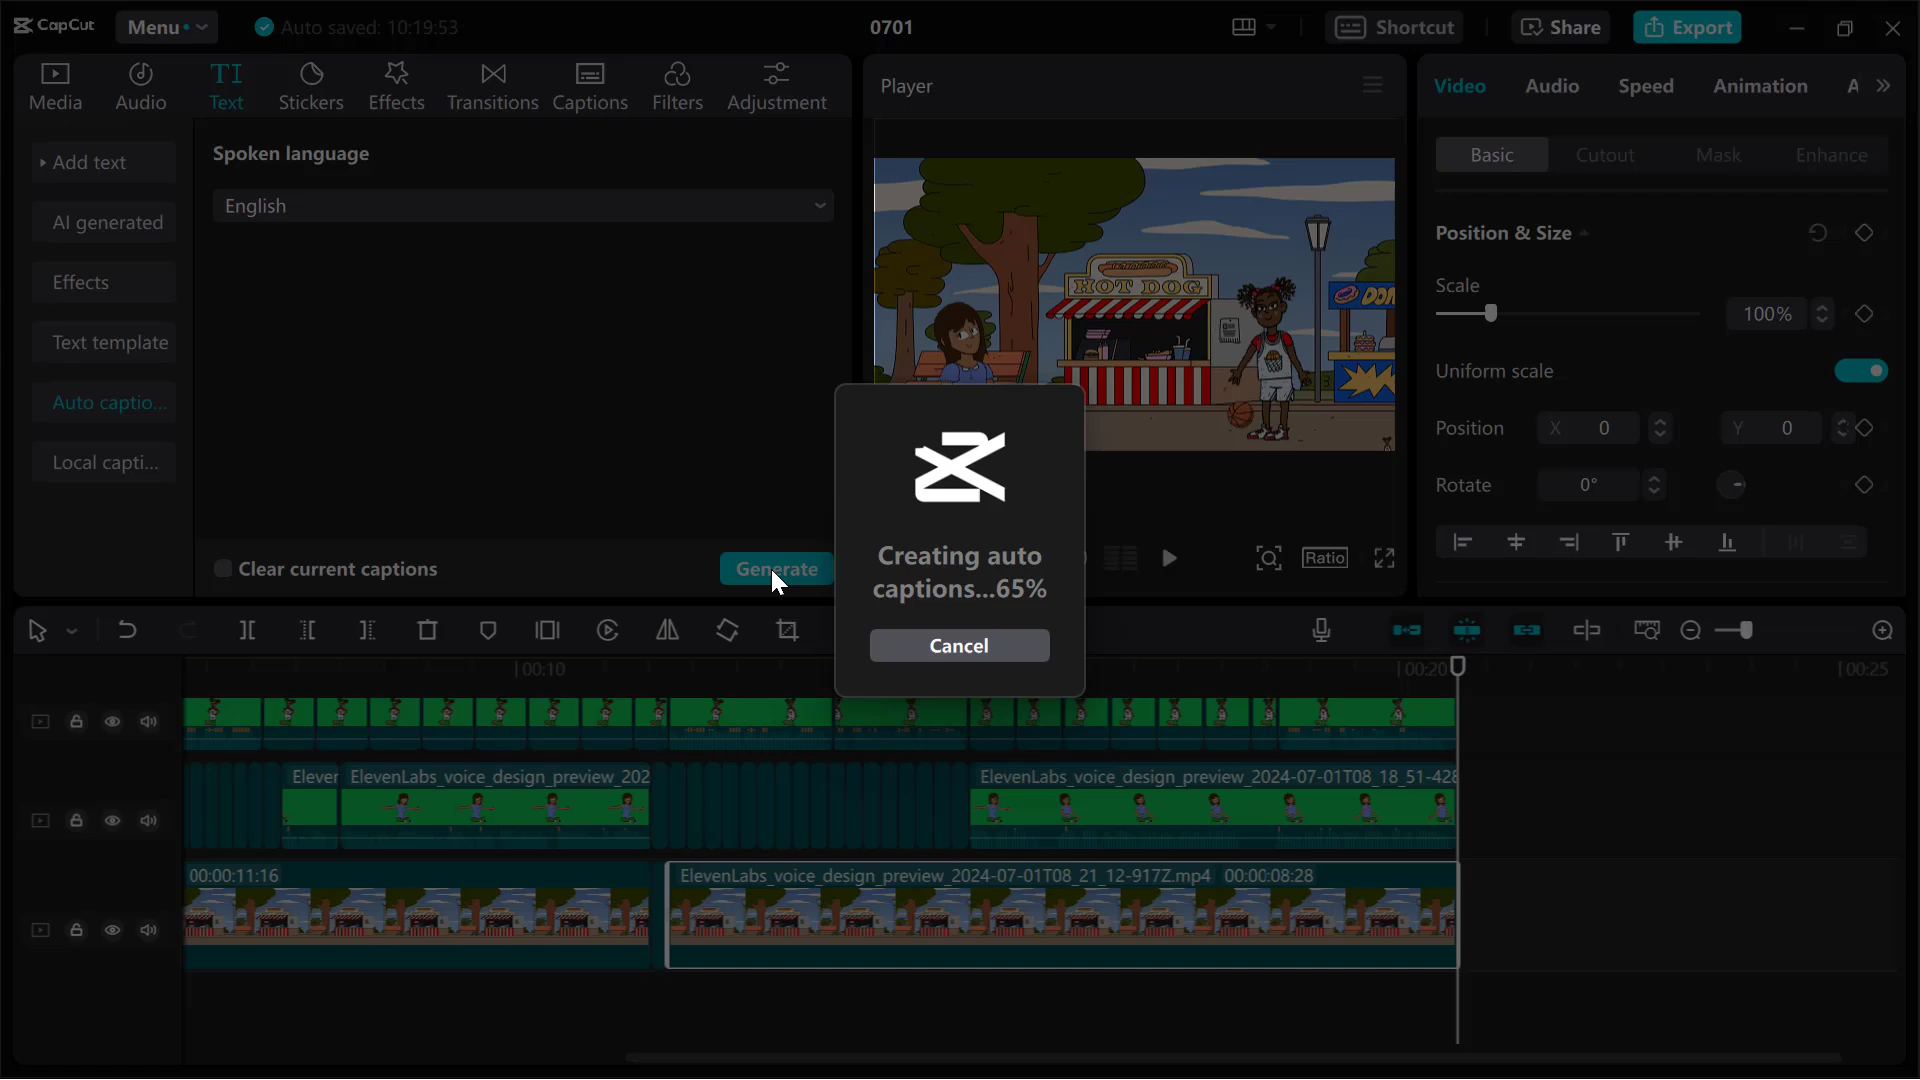 CapCut
Menu
Auto saved: 10:19:53
0701
Shortcut
Share
Export
Media
Audio
Text
Stickers
Effects
Transitions
Captions
Filters
Adjustment
Player
Video
Audio
Speed
Animation
A
Add text
AI generated
Effects
Text template
Auto captio...
Local capti...
Spoken language
English
Clear current captions
Generate
HOT DOG
DON
Ratio
Basic
Cutout
Mask
Enhance
Position & Size
Scale
100%
Uniform scale
Position
X 0
Y 0
Rotate
0°
Creating auto
captions...65%
Cancel
00:10
00:20
00:25
Eleven
ElevenLabs_voice_design_preview_202
ElevenLabs_voice_design_preview_2024-07-01T08_18_51-428
00:00:11:16
ElevenLabs_voice_design_preview_2024-07-01T08_21_12-917Z.mp4 00:00:08:28